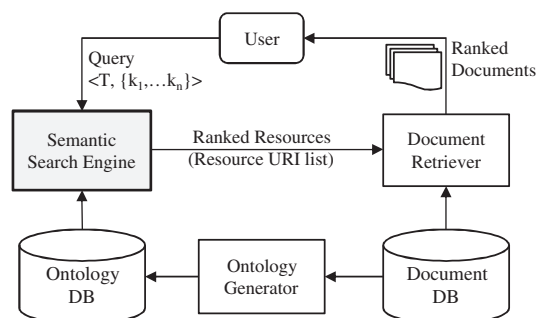 User
Query
<T, {k1,…kn}>
Ranked
Documents
Semantic
Search Engine
Ranked Resources
(Resource URI list)
Document
Retriever
Ontology
DB
Ontology
Generator
Document
DB